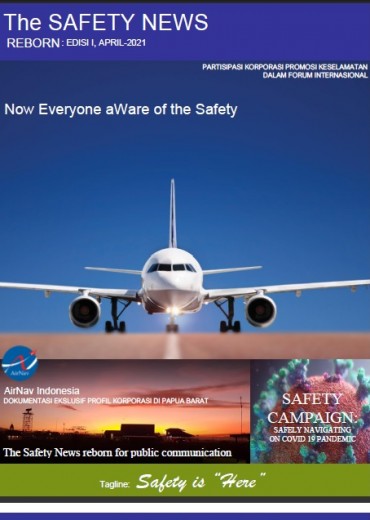 The SAFETY NEWS
REBORN: EDISI I, APRIL-2021
PARTISIPASI KORPORASI PROMOSI KESELAMATAN
DALAM FORUM INTERNASIONAL
Now Everyone aWare of the Safety
AirNav
AirNav Indonesia
DOKUMENTASI EKSLUSIF PROFIL KORPORASI DI PAPUA BARAT
The Safety News reborn for public communication
SAFETY
CAMPAIGN:
SAFELY NAVIGATING
ON COVID 19 PANDEMIC
Tagline: Safety is "Here"